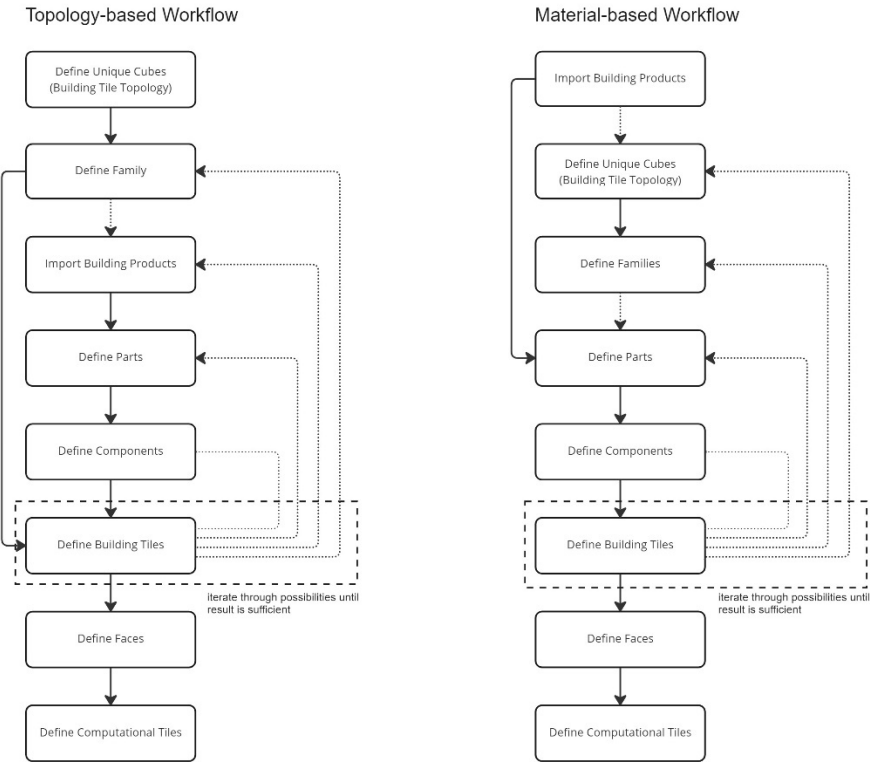 Topology-based Workflow
Define Unique Cubes
(Building Tile Topology)
Define Family
Import Building Products
Define Parts
Define Components
Define Building Tiles
iterate through possibilities until
result is sufficient
Define Faces
Define Computational Tiles
Material-based Workflow
Import Building Products
Define Unique Cubes
(Building Tile Topology)
Define Families
Define Parts
Define Components
Define Building Tiles
iterate through possibilities until
result is sufficient
Define Faces
Define Computational Tiles